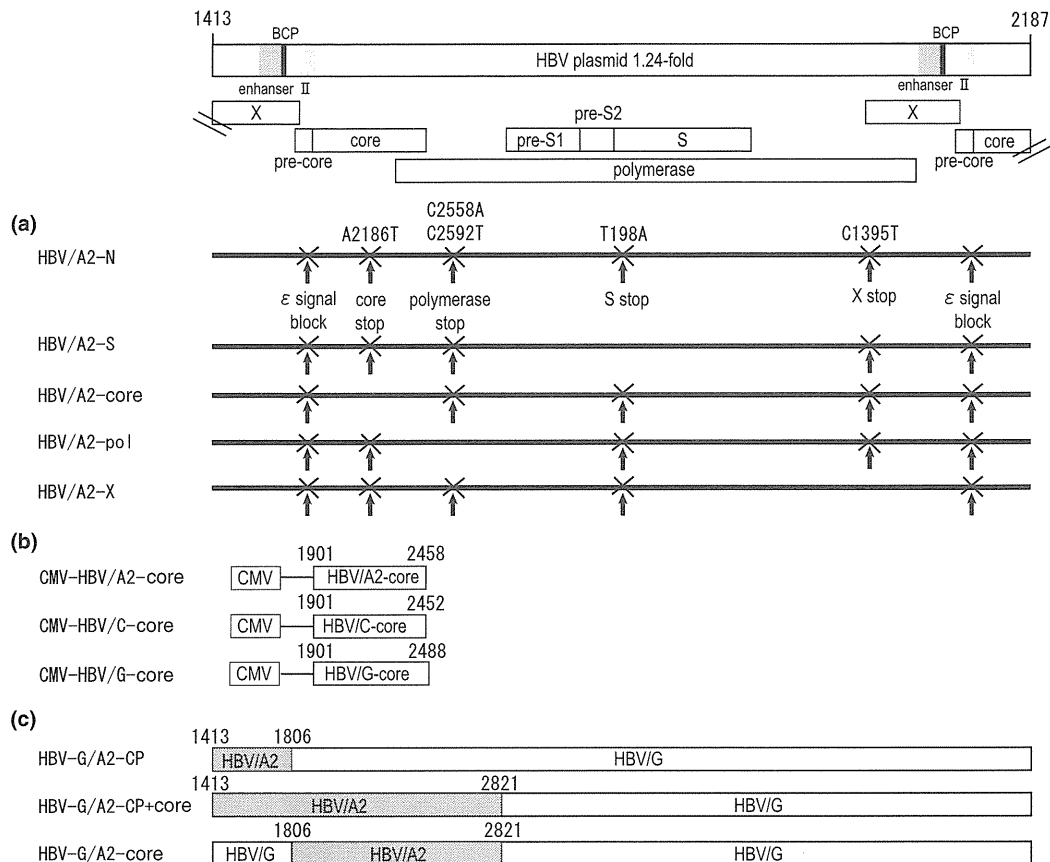 1413 2187
BCP BCP
HBV plasmid 1.24-fold
enhanser Ⅱ enhanser Ⅱ
X pre-S2 X
core pre-S1 S core
pre-core pre-core
polymerase
(a)
C2558A
A2186T C2592T T198A C1395T
HBV/A2-N
ε signal block
core stop
polymerase stop
S stop
X stop
ε signal block
HBV/A2-S
HBV/A2-core
HBV/A2-pol
HBV/A2-X
(b)
1901 2458
CMV-HBV/A2-core CMV HBV/A2-core
1901 2452
CMV-HBV/C-core CMV HBV/C-core
1901 2488
CMV-HBV/G-core CMV HBV/G-core
(c)
1413 1806
HBV-G/A2-CP HBV/A2 HBV/G
1413 2821
HBV-G/A2-CP+core HBV/A2 HBV/G
1806 2821
HBV-G/A2-core HBV/G HBV/A2 HBV/G